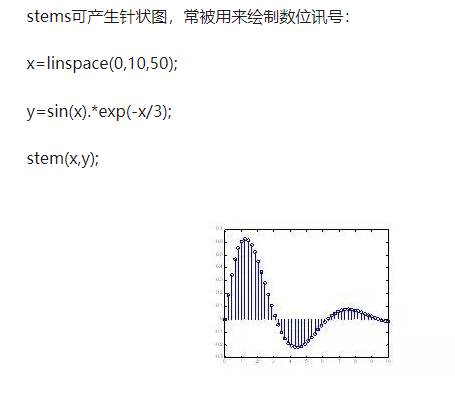 stems可产生针状图，常被用来绘制数位讯号：
x=linspace(0,10,50);
y=sin(x).*exp(-x/3);
stem(x,y);